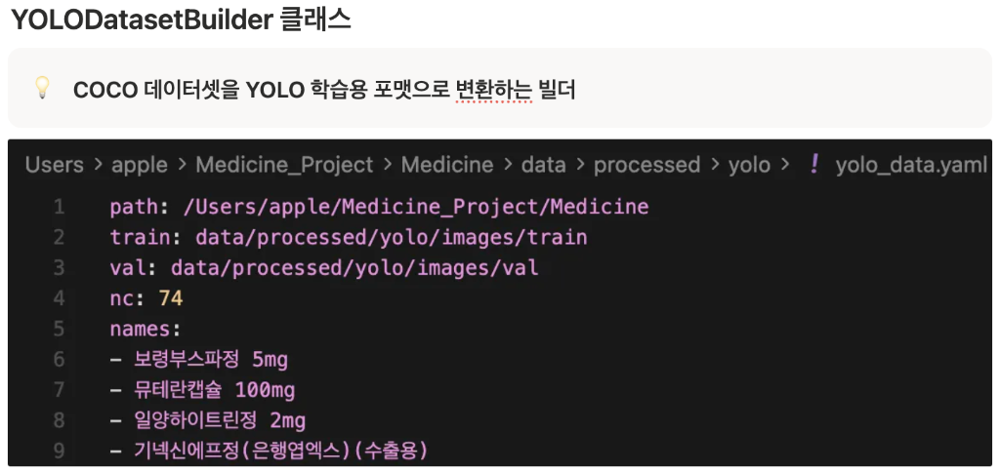 YOLODatasetBuilder 클래스
COCO 데이터셋을 YOLO 학습용 포맷으로 변환하는 빌더
Users > apple > Medicine_Project > Medicine > data > processed > yolo > ! yolo_data.yaml
1 path: /Users/apple/Medicine_Project/Medicine
2 train: data/processed/yolo/images/train
3 val: data/processed/yolo/images/val
4 nc: 74
5 names:
6 - 보령부스파정 5mg
7 - 뮤테란캡슐 100mg
8 - 일양하이트린정 2mg
9 - 기넥신에프정(은행엽엑스)(수출용)